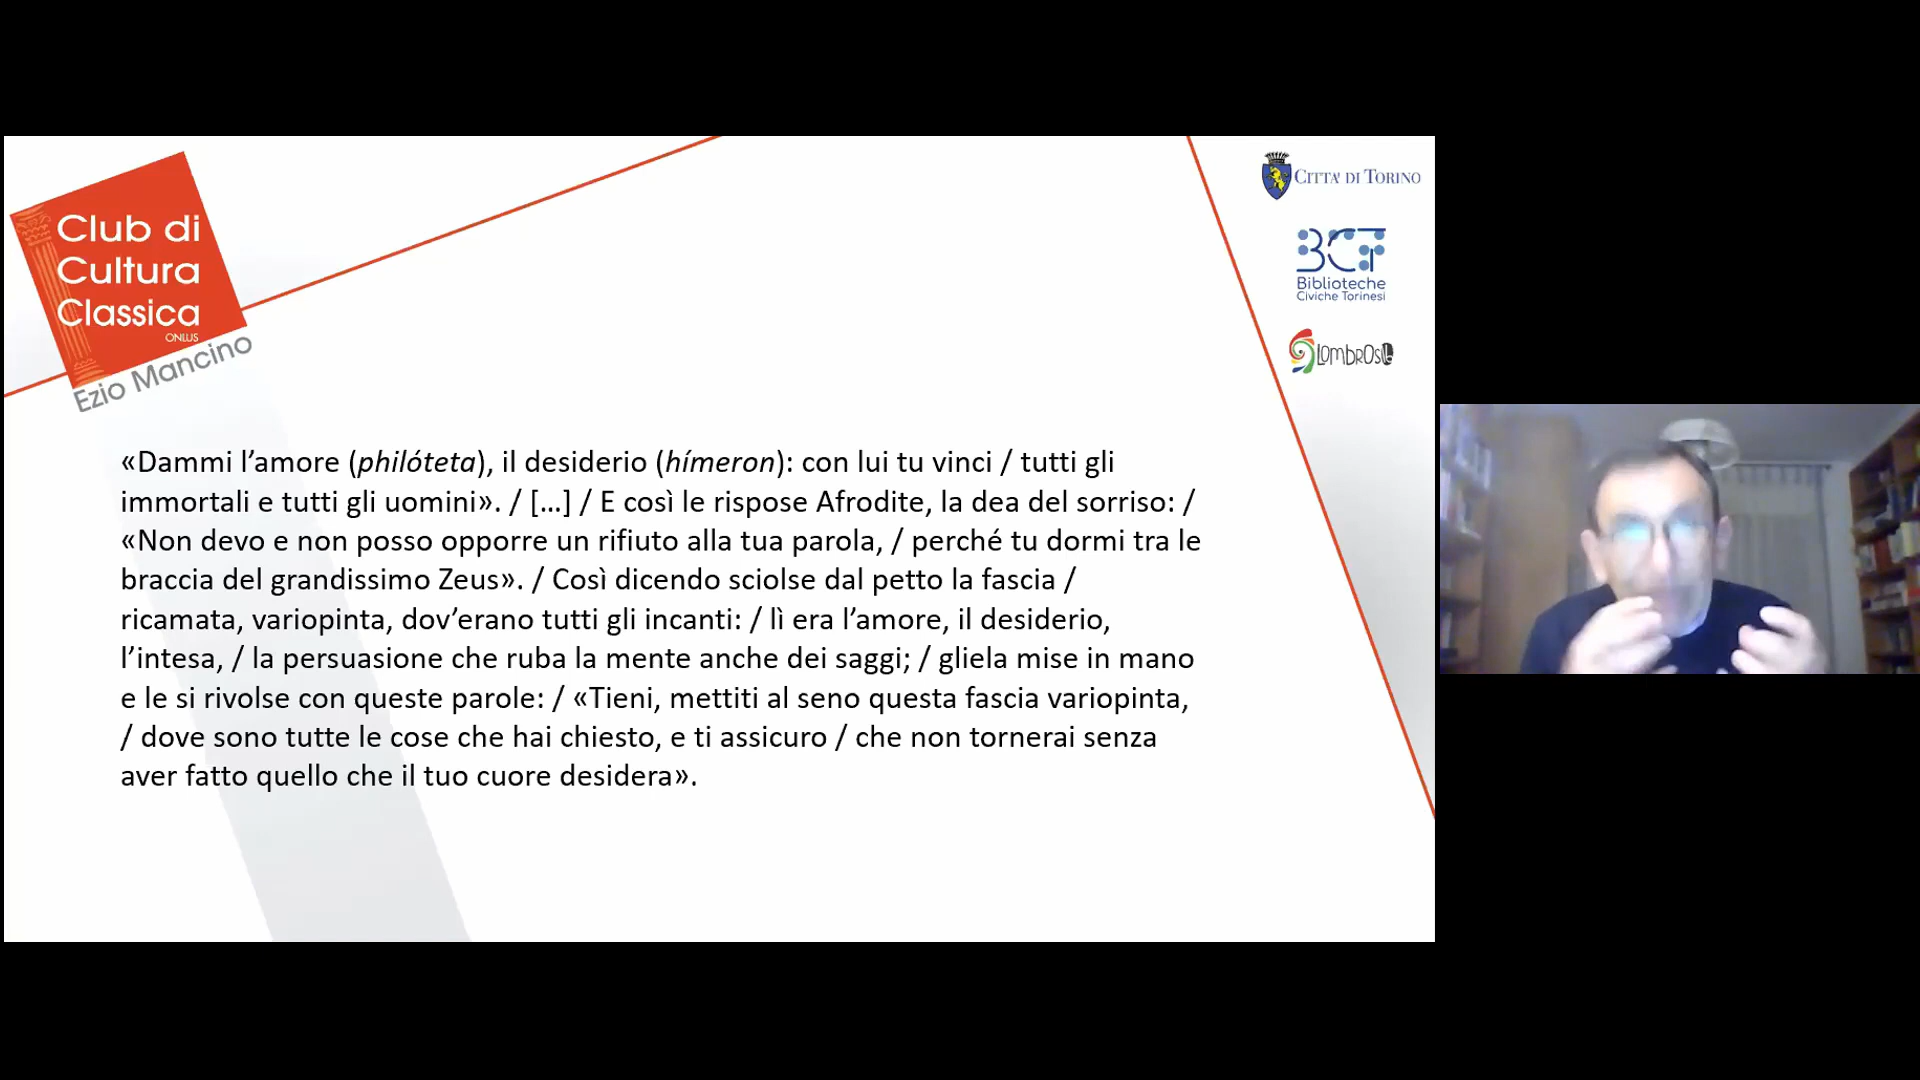 Club di
Cultura
Classica
ONLUS
Ezio Mancino
CITTA' DI TORINO
BCT
Biblioteche
Civiche Torinesi
LOMBROSO
«Dammi l’amore (philóteta), il desiderio (hímeron): con lui tu vinci / tutti gli
immortali e tutti gli uomini». / [...] / E così le rispose Afrodite, la dea del sorriso: /
«Non devo e non posso opporre un rifiuto alla tua parola, / perché tu dormi tra le
braccia del grandissimo Zeus». / Così dicendo sciolse dal petto la fascia /
ricamata, variopinta, dov’erano tutti gli incanti: / lì era l’amore, il desiderio,
l’intesa, / la persuasione che ruba la mente anche dei saggi; / gliela mise in mano
e le si rivolse con queste parole: / «Tieni, mettiti al seno questa fascia variopinta,
/ dove sono tutte le cose che hai chiesto, e ti assicuro / che non tornerai senza
aver fatto quello che il tuo cuore desidera».